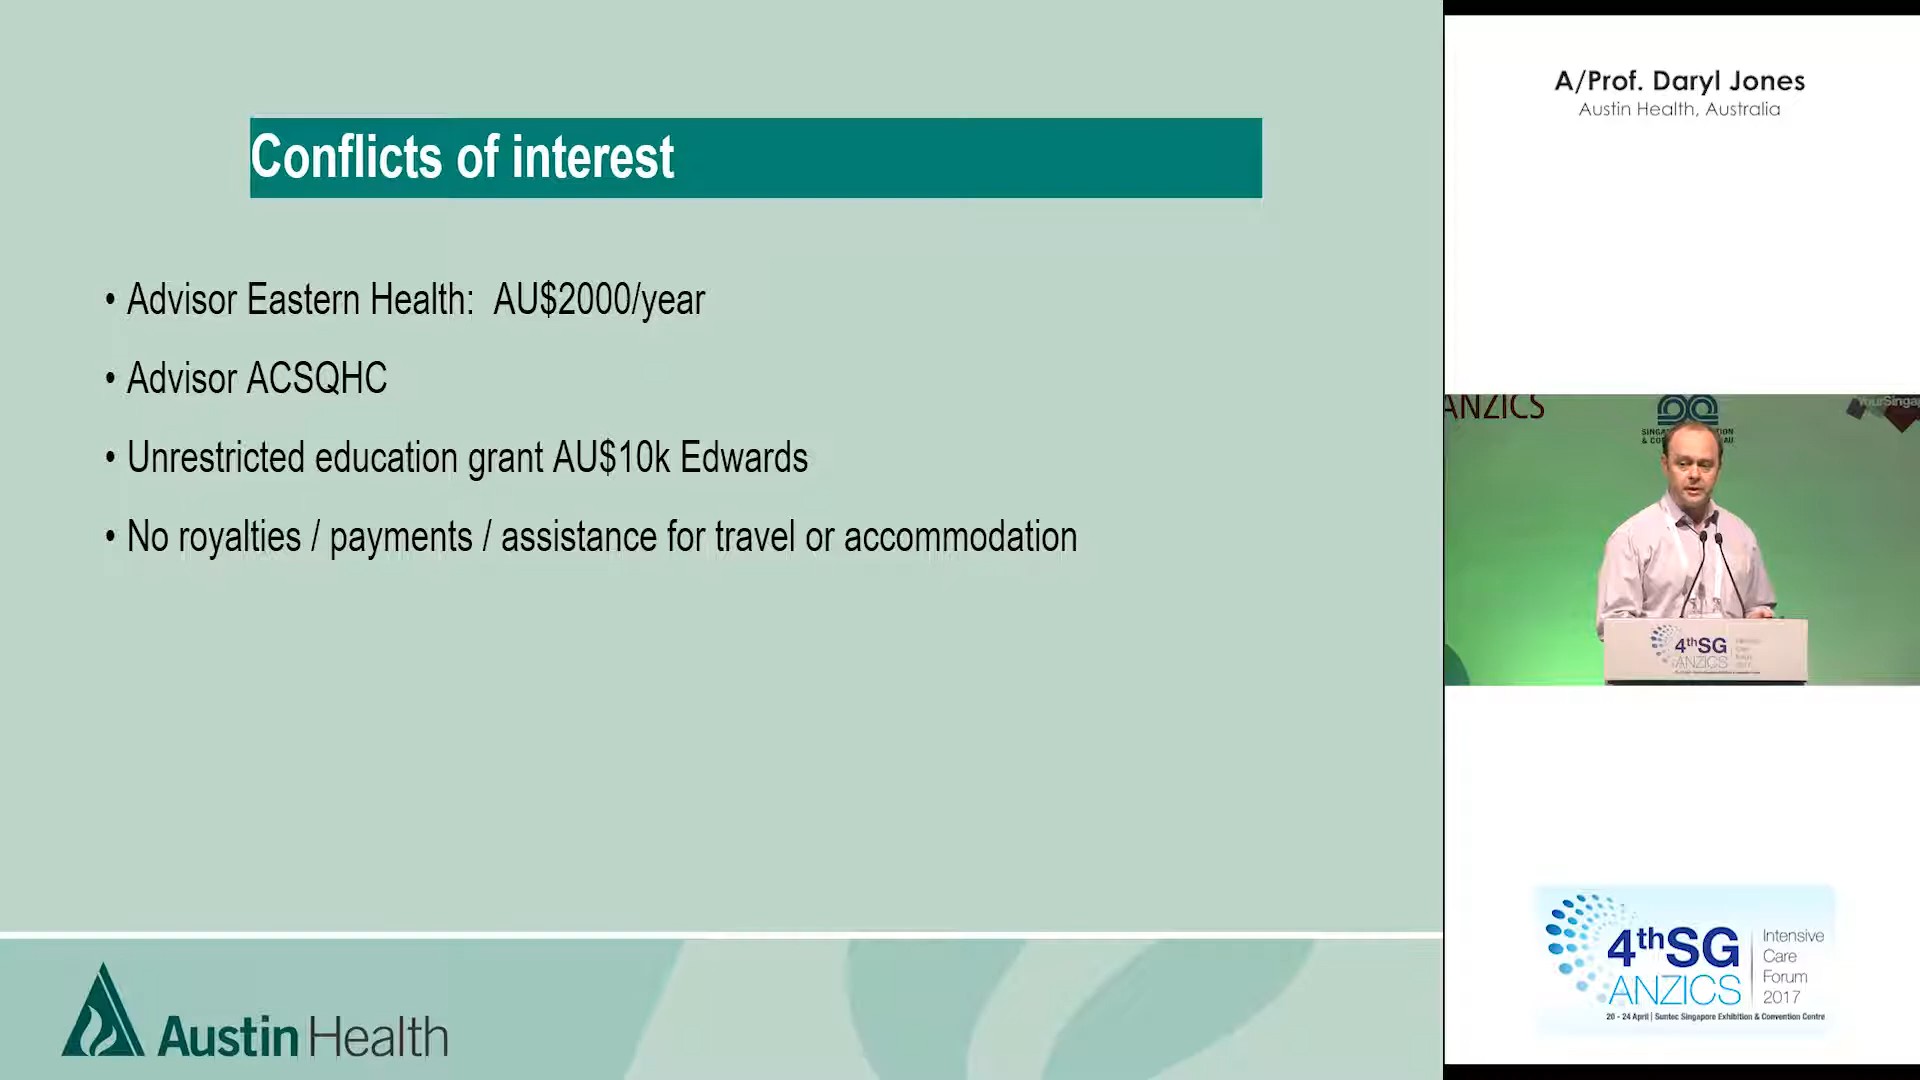 Conflicts of interest
• Advisor Eastern Health: AU$2000/year
• Advisor ACSQHC
• Unrestricted education grant AU$10k Edwards
• No royalties / payments / assistance for travel or accommodation
Austin Health
A/Prof. Daryl Jones
Austin Health, Australia
ANZICS
4thSG
ANZICS
4thSG
ANZICS
Intensive
Care
Forum
2017
20 - 24 April | Suntec Singapore Exhibition & Convention Centre